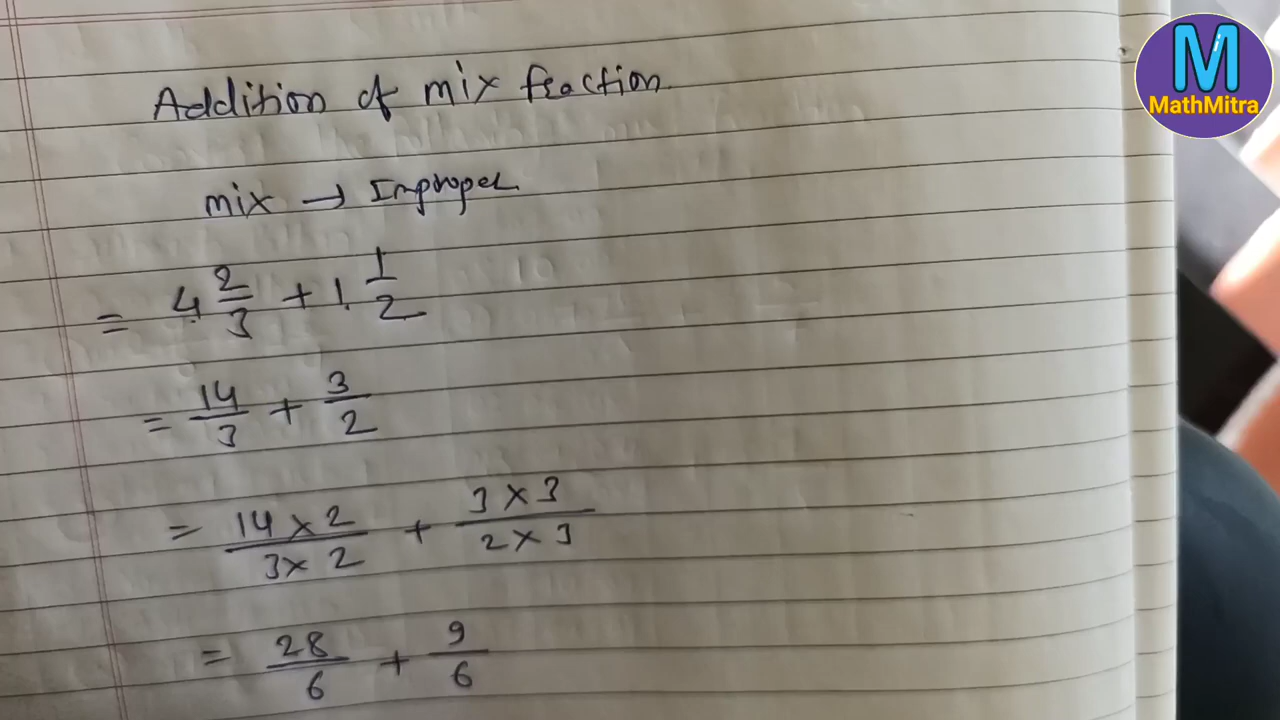 Addition of mix fraction
mix → Improper
= 4 2/3 + 1 1/2
= 14/3 + 3/2
= 14 x 2/3 x 2 + 3 x 3/2 x 3
= 28/6 + 9/6
M
MathMitra